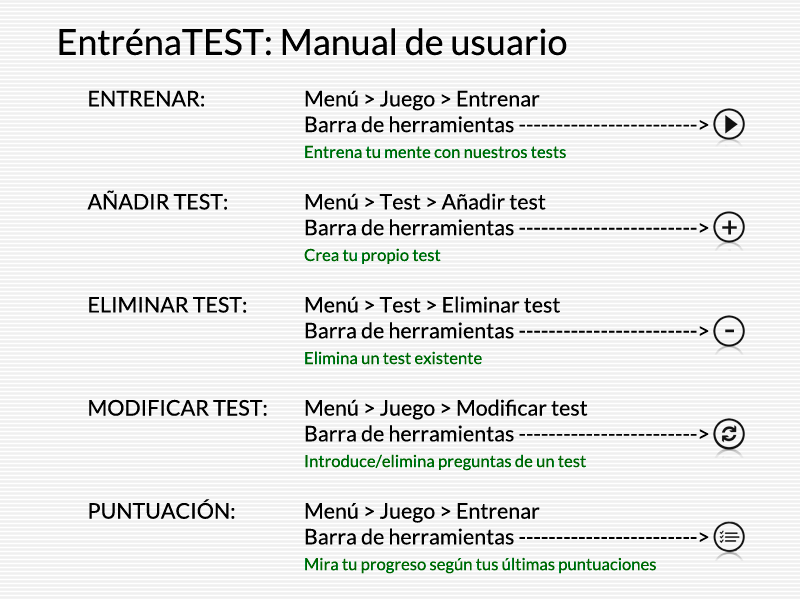 EntrénaTEST: Manual de usuario
ENTRENAR:
Menú > Juego > Entrenar
Barra de herramientas ------------------------>
Entrena tu mente con nuestros tests
AÑADIR TEST:
Menú > Test > Añadir test
Barra de herramientas ------------------------>
Crea tu propio test
ELIMINAR TEST:
Menú > Test > Eliminar test
Barra de herramientas ------------------------>
Elimina un test existente
MODIFICAR TEST:
Menú > Juego > Modificar test
Barra de herramientas ------------------------>
Introduce/elimina preguntas de un test
PUNTUACIÓN:
Menú > Juego > Entrenar
Barra de herramientas ------------------------>
Mira tu progreso según tus últimas puntuaciones